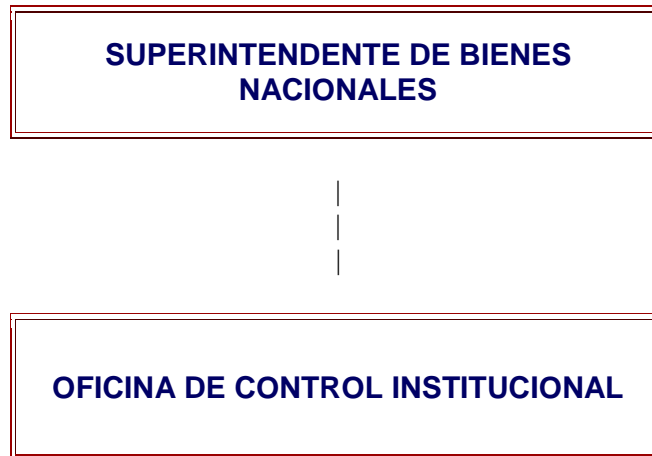 SUPERINTENDENTE DE BIENES
NACIONALES
|
|
|
OFICINA DE CONTROL INSTITUCIONAL